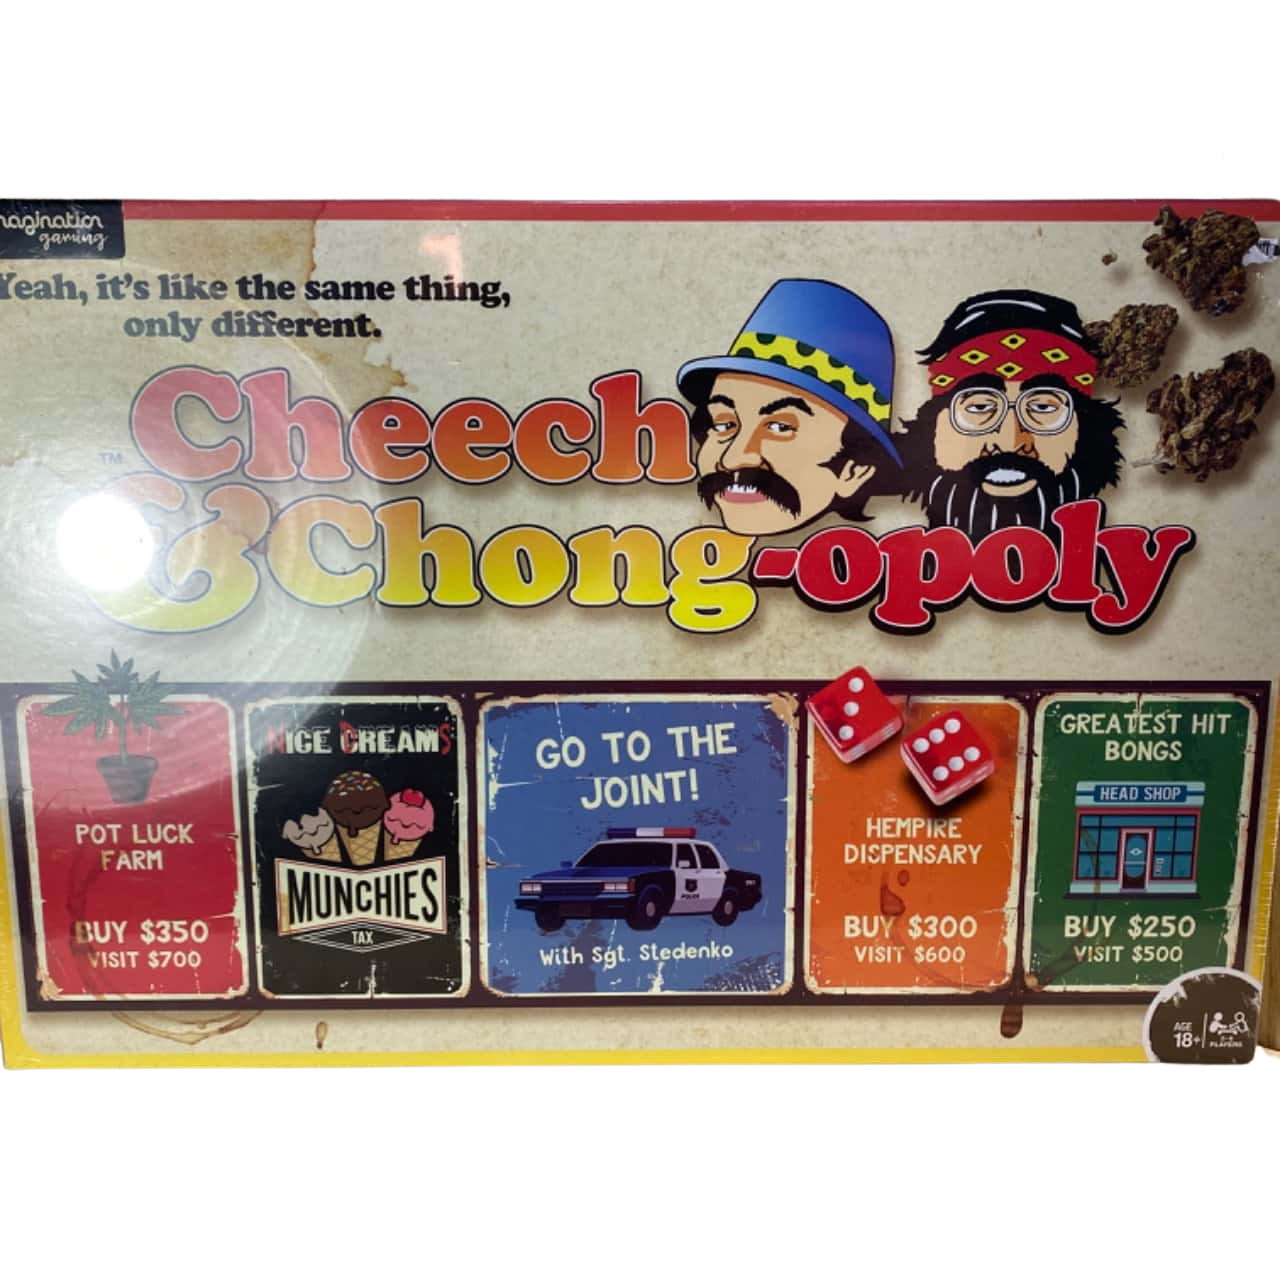 imagination
gaming
Yeah, it's like the same thing,
only different.
TM
Cheech
& Chong-opoly
POT LUCK
FARM
BUY $350
VISIT $700
NICE DREAMS
MUNCHIES
TAX
GO TO THE
JOINT!
POLICE
With Sgt. Stedenko
HEMPIRE
DISPENSARY
BUY $300
VISIT $600
GREATEST HIT
BONGS
HEAD SHOP
BUY $250
VISIT $500
AGE
18+
PLAYERS